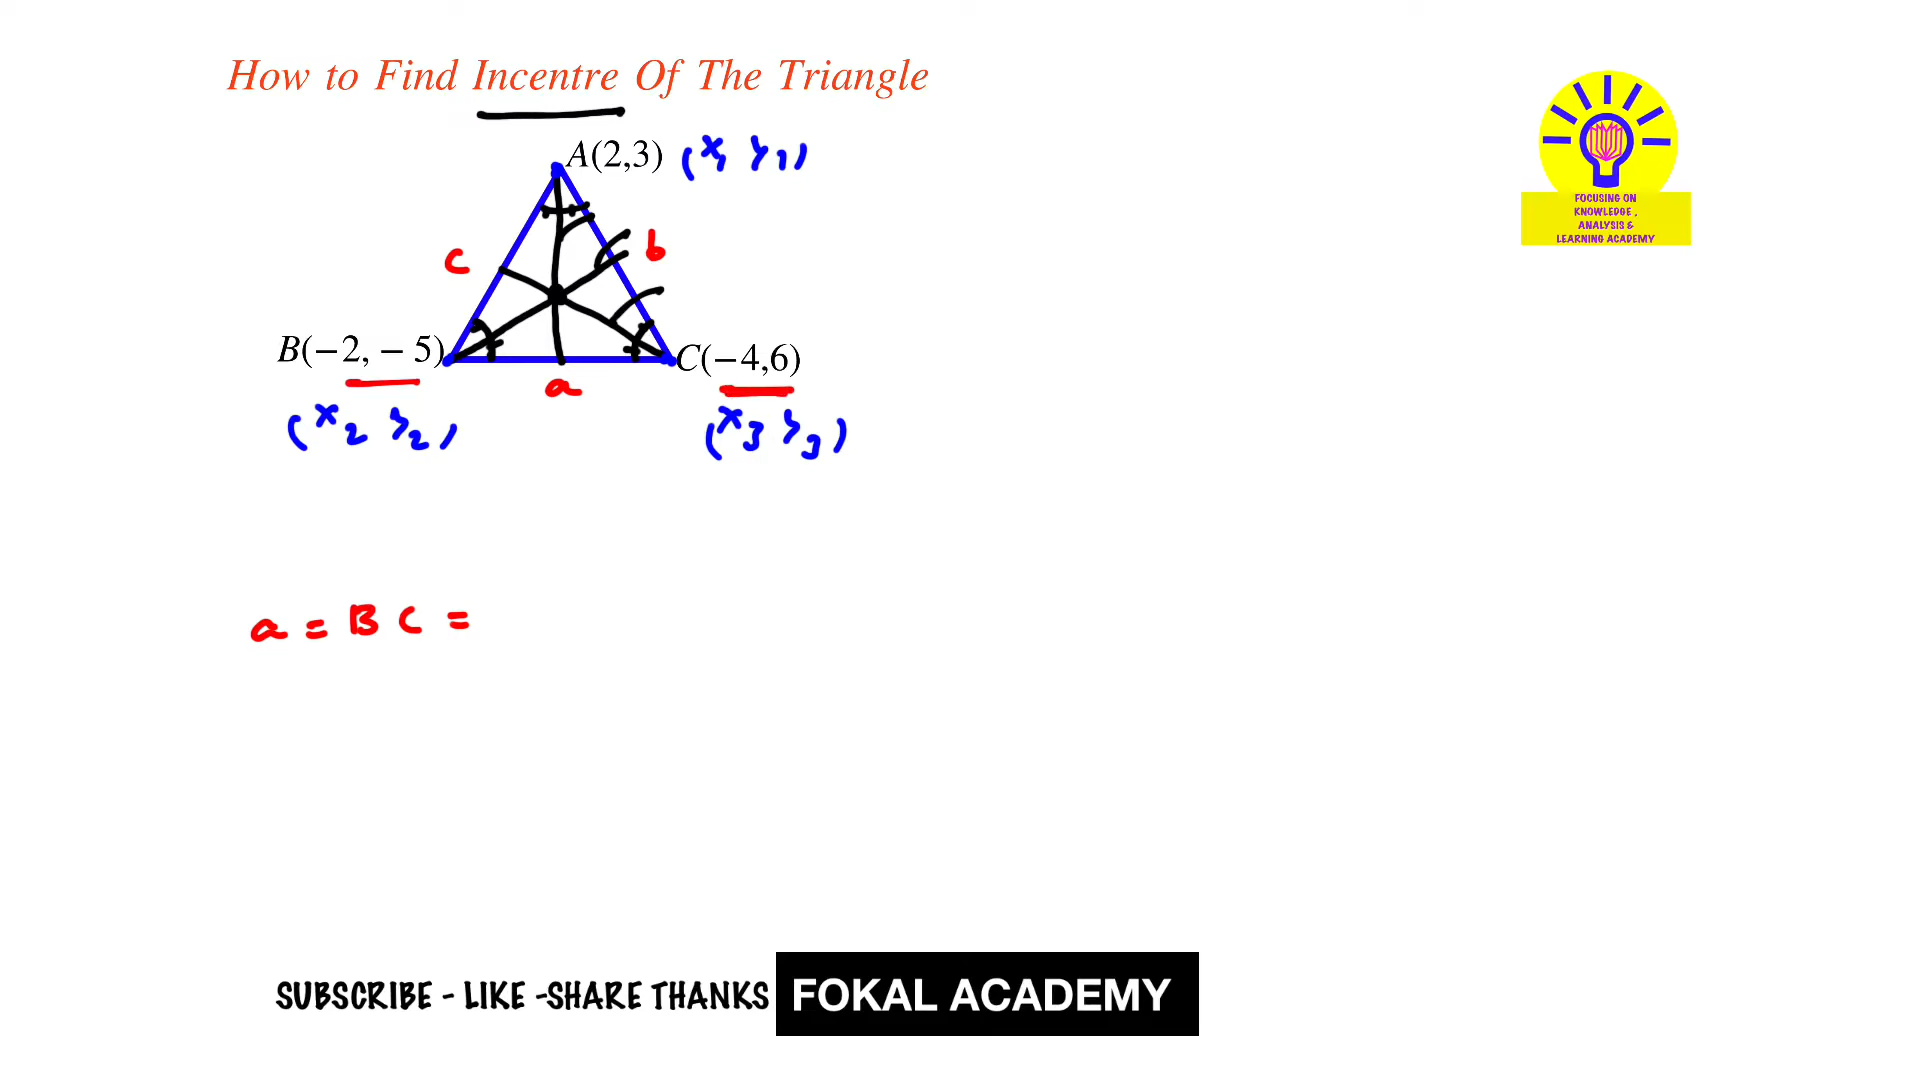 How to Find Incentre Of The Triangle
A(2,3) (x1 y1)
c
b
B(−2, − 5)
C(−4,6)
a
(x2 y2)
(x3 y3)
a = BC =
FOCUSING ON
KNOWLEDGE ,
ANALYSIS &
LEARNING ACADEMY
SUBSCRIBE - LIKE -SHARE THANKS FOKAL ACADEMY